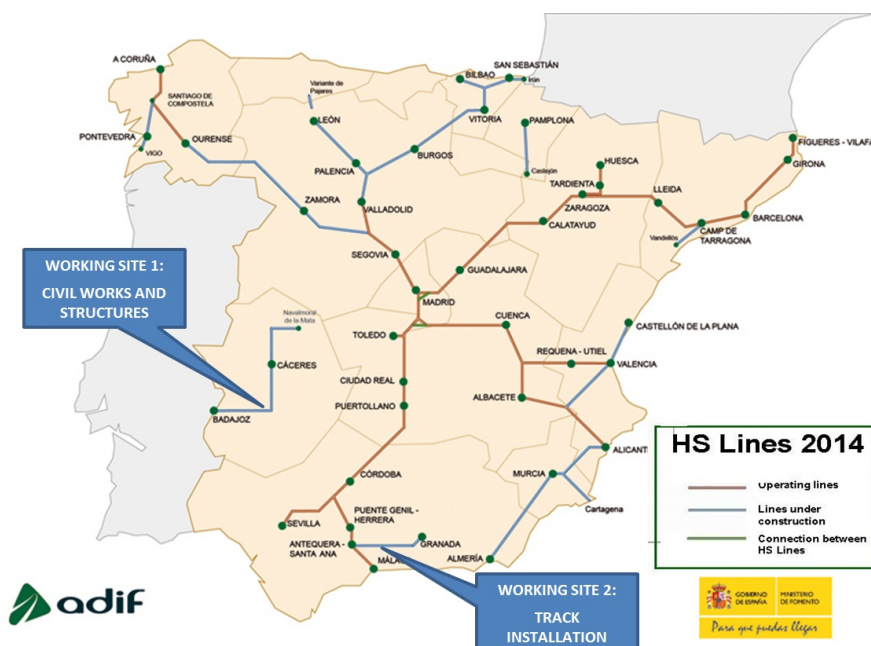 A CORUÑA
SANTIAGO DE
COMPOSTELA
PONTEVEDRA
VIGO
OURENSE
Variante de
Pajares
LEÓN
PALENCIA
BURGOS
BILBAO
SAN SEBASTIÁN
Irún
VITORIA
PAMPLONA
Castejón
HUESCA
TARDIENTA
ZARAGOZA
LLEIDA
FIGUERES - VILAFA
GIRONA
BARCELONA
CAMP DE
TARRAGONA
Vandellós
CALATAYUD
ZAMORA
VALLADOLID
SEGOVIA
GUADALAJARA
MADRID
WORKING SITE 1:
CIVIL WORKS AND
STRUCTURES
Navalmoral
de la Mata
CÁCERES
BADAJOZ
TOLEDO
CUENCA
CASTELLÓN DE LA PLANA
REQUENA - UTIEL
VALENCIA
CIUDAD REAL
PUERTOLLANO
ALBACETE
ALICANT
MURCIA
Cartagena
CÓRDOBA
SEVILLA
PUENTE GENIL -
HERRERA
ANTEQUERA -
SANTA ANA
GRANADA
MÁLA
ALMERÍA
WORKING SITE 2:
TRACK
INSTALLATION
HS Lines 2014
Operating lines
Lines under
construction
Connection between
HS Lines
adif
GOBIERNO
DE ESPAÑA
MINISTERIO
DE FOMENTO
Para que puedas llegar